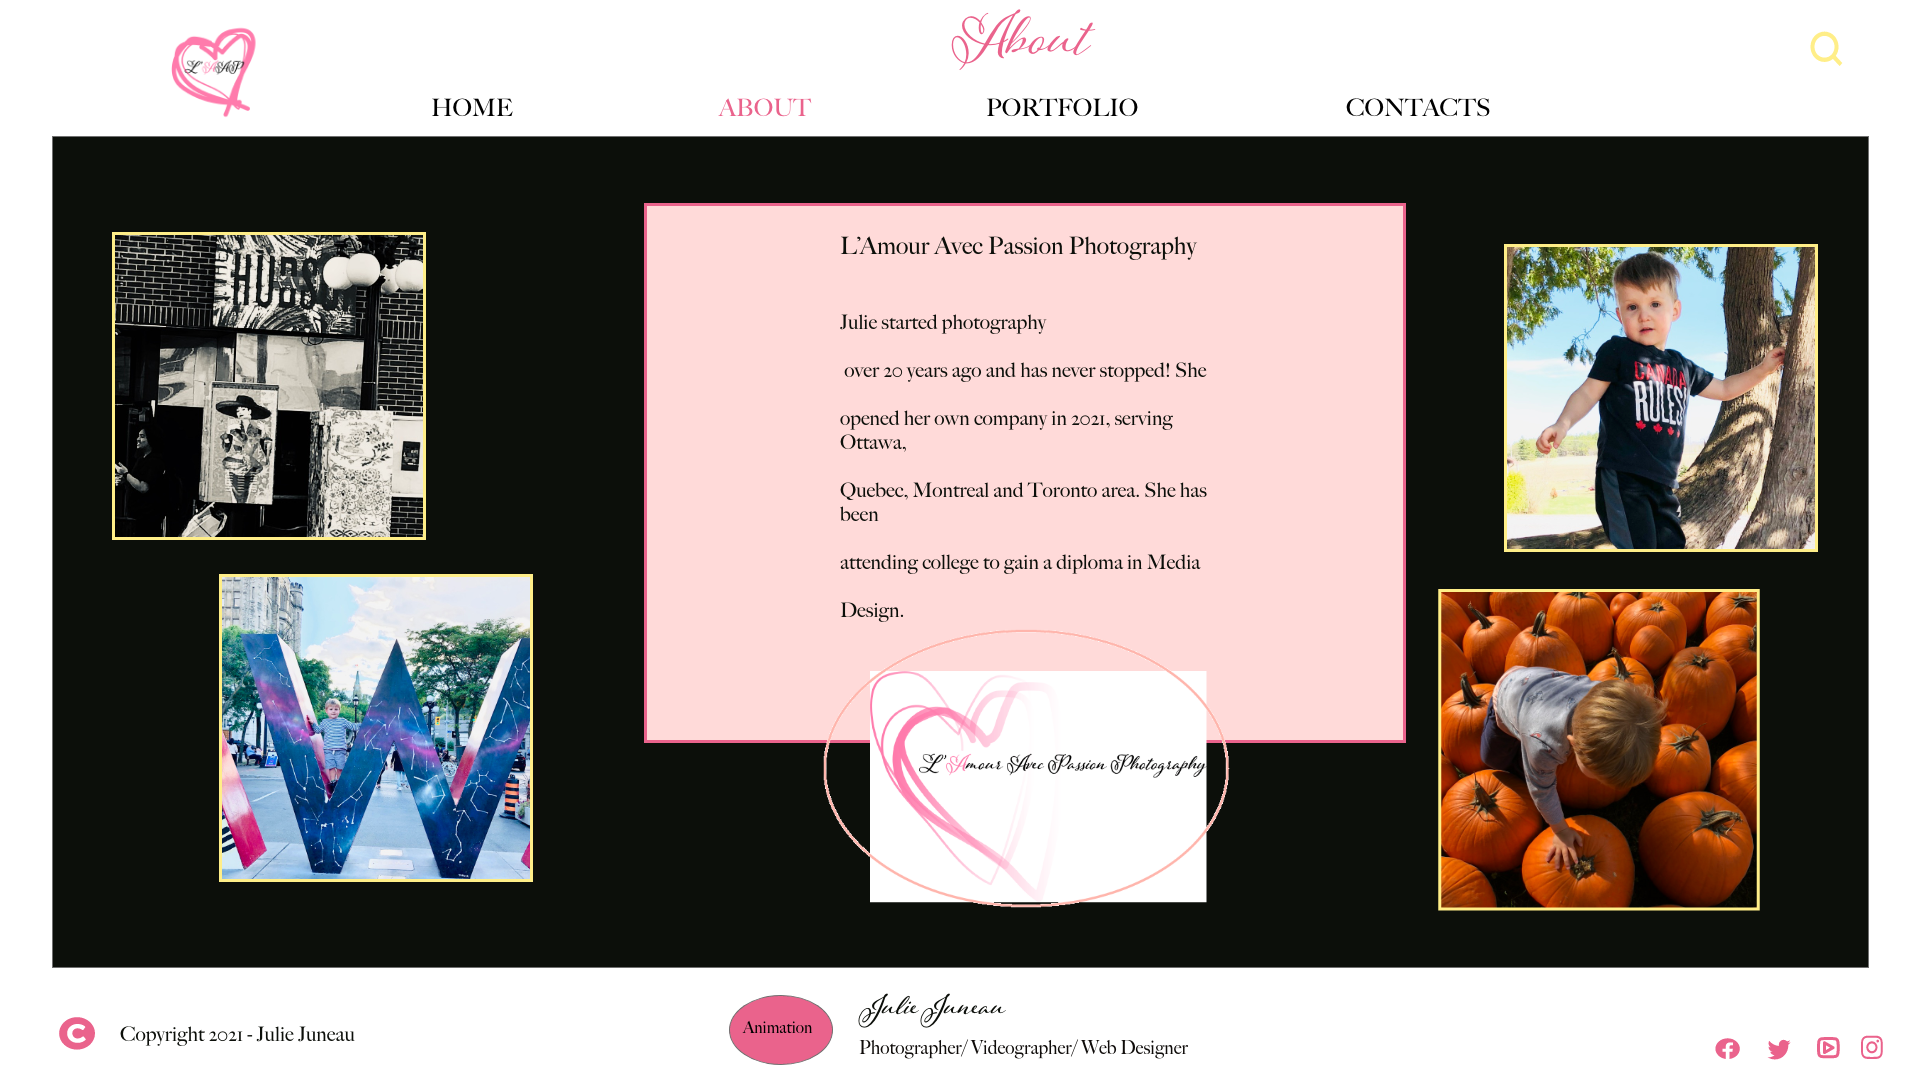 About
L'AAP
HOME
ABOUT
PORTFOLIO
CONTACTS
L'Amour Avec Passion Photography
Julie started photography
over 20 years ago and has never stopped! She
opened her own company in 2021, serving
Ottawa,
Quebec, Montreal and Toronto area. She has
been
attending college to gain a diploma in Media
Design.
HUDSON
CANADA
RULES!
W
L'Amour Avec Passion Photography
Copyright 2021 - Julie Juneau
Animation
Julie Juneau
Photographer/ Videographer/ Web Designer